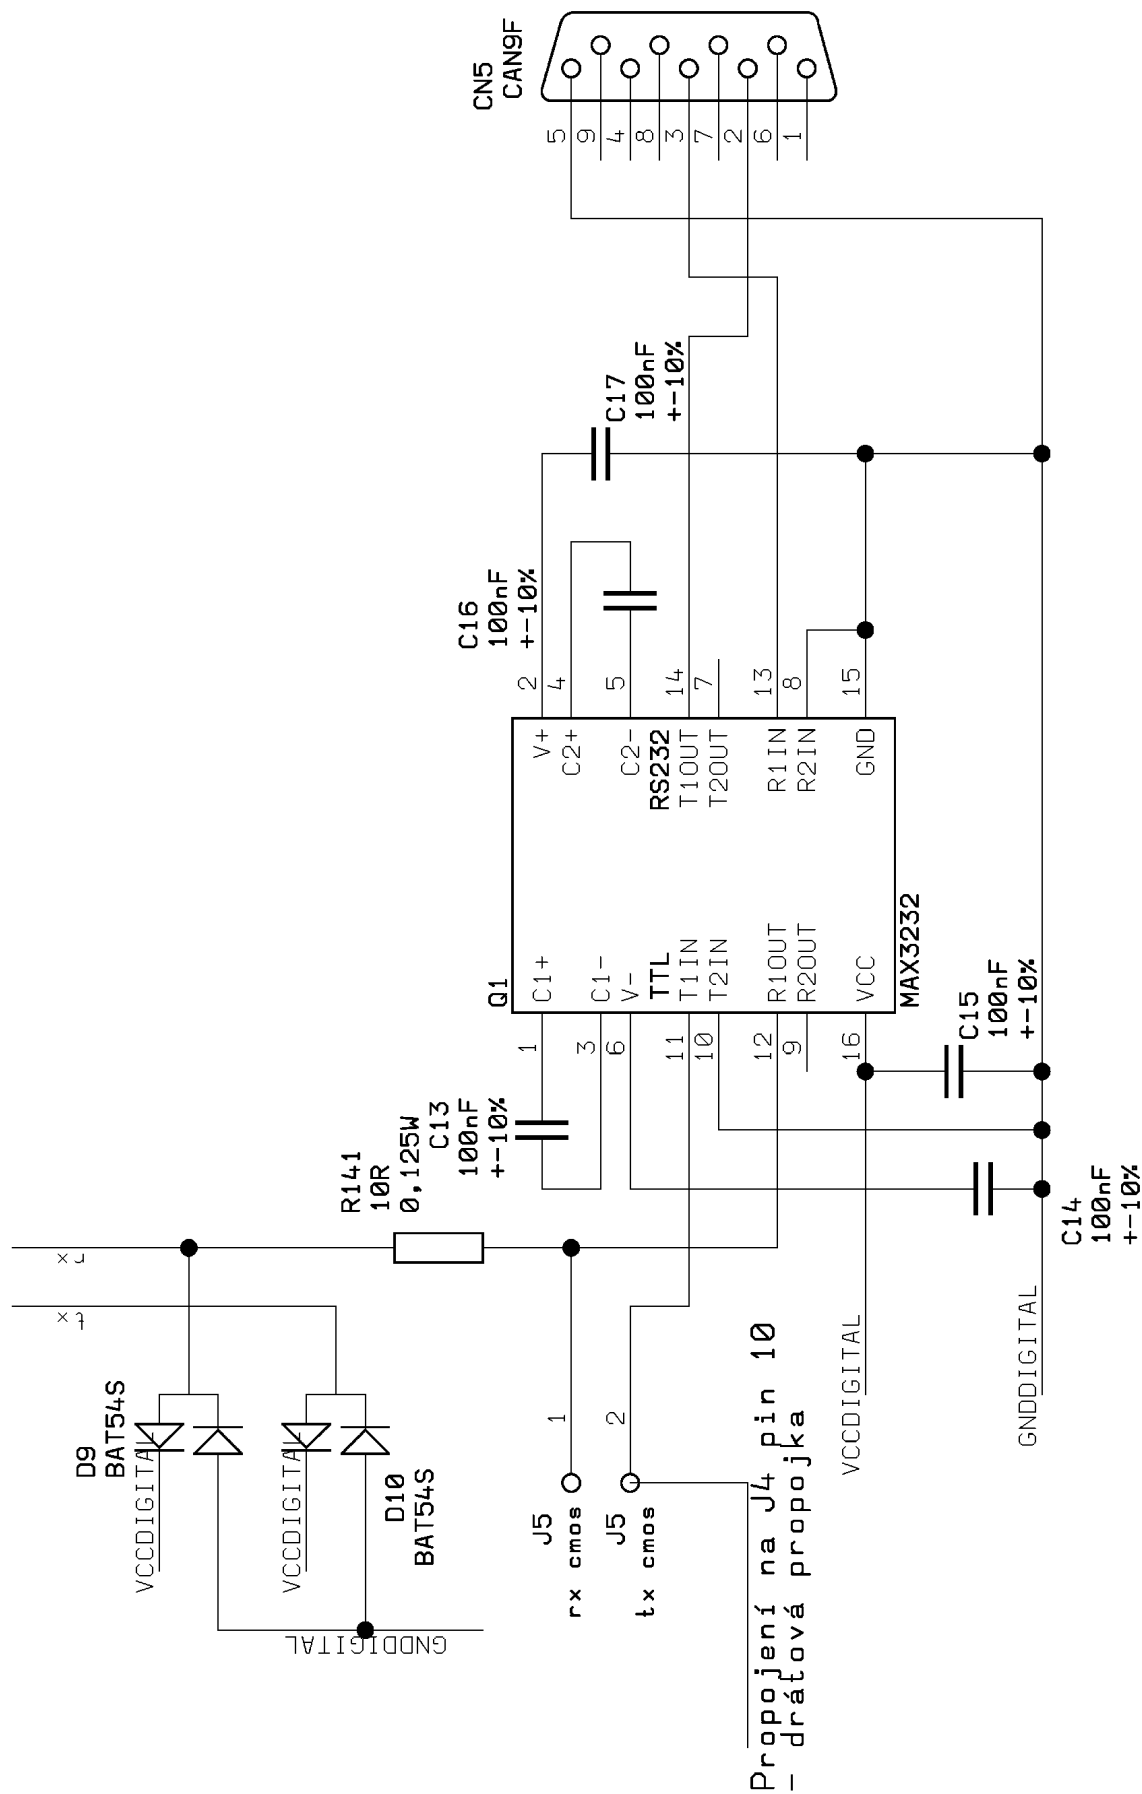 CN5
CAN9F
5
9
4
8
3
7
2
6
1
C17
100nF
+-10%
C16
100nF
+-10%
2
4
5
14
7
13
8
15
V+
C2+
C2-
RS232
T1OUT
T2OUT
R1IN
R2IN
GND
Q1
C1+
C1-
V-
TTL
T1IN
T2IN
R1OUT
R2OUT
VCC
MAX3232
1
3
6
11
10
12
9
16
C15
100nF
+-10%
C13
100nF
+-10%
R141
10R
0,125W
C14
100nF
+-10%
rx
tx
D9
BAT54S
VCCDIGITAL
VCCDIGITAL
D10
BAT54S
GNDDIGITAL
J5
rx cmos
1
J5
tx cmos
2
VCCDIGITAL
GNDDIGITAL
Propojení na J4 pin 10
- drátová propojka